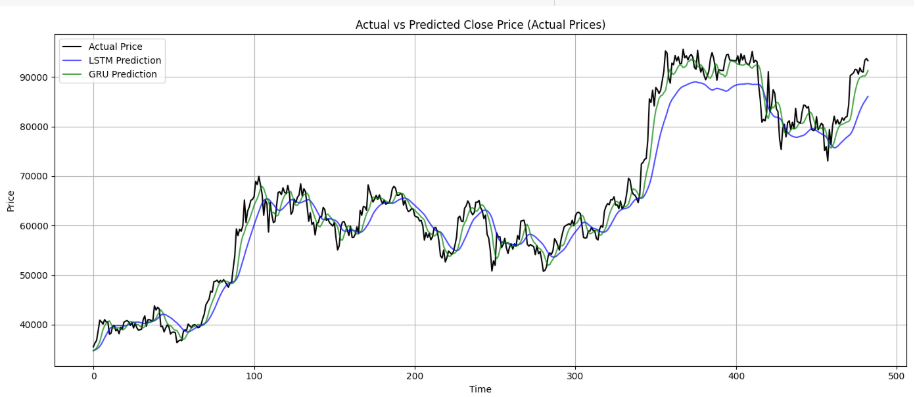 Actual vs Predicted Close Price (Actual Prices)
Actual Price
LSTM Prediction
GRU Prediction
90000
80000
70000
60000
50000
40000
Price
0
100
200
300
400
500
Time